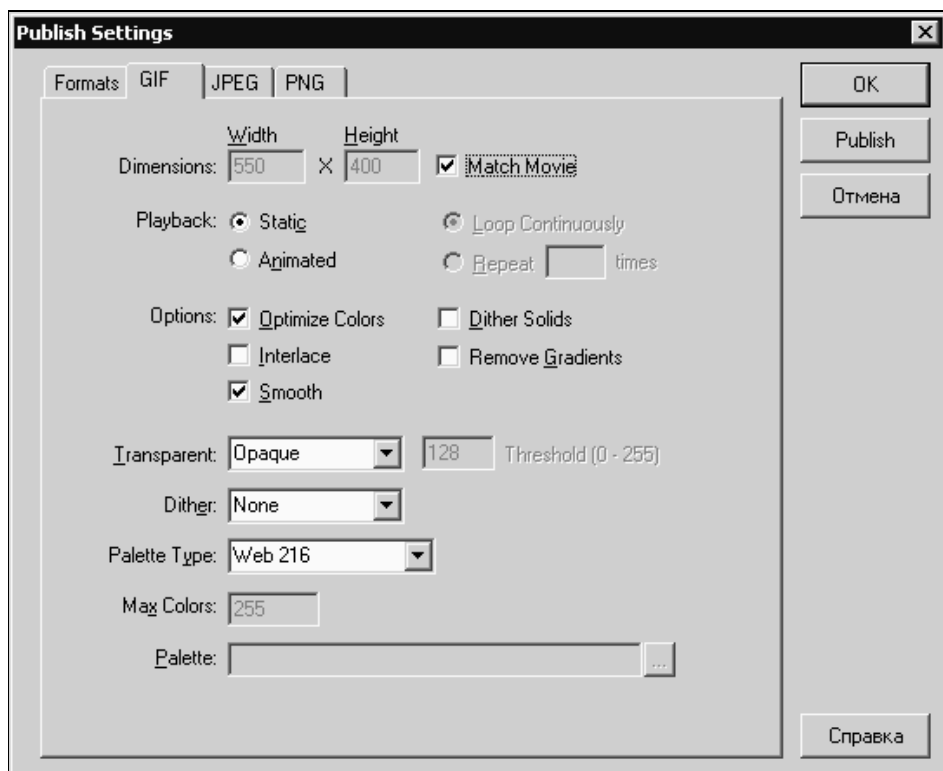 Publish Settings
Formats GIF JPEG PNG
OK
Publish
Отмена
Width Height
Dimensions: 550 X 400 Match Movie
Playback: Static Loop Continuously
Animated Repeat times
Options: Optimize Colors Dither Solids
Interlace Remove Gradients
Smooth
Transparent: Opaque 128 Threshold (0 - 255)
Dither: None
Palette Type: Web 216
Max Colors: 255
Palette: ...
Справка